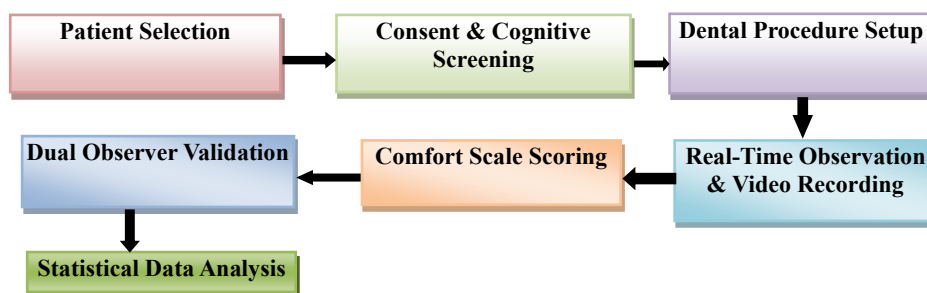 Patient Selection
Consent & Cognitive
Screening
Dental Procedure Setup
Real-Time Observation
& Video Recording
Comfort Scale Scoring
Dual Observer Validation
Statistical Data Analysis